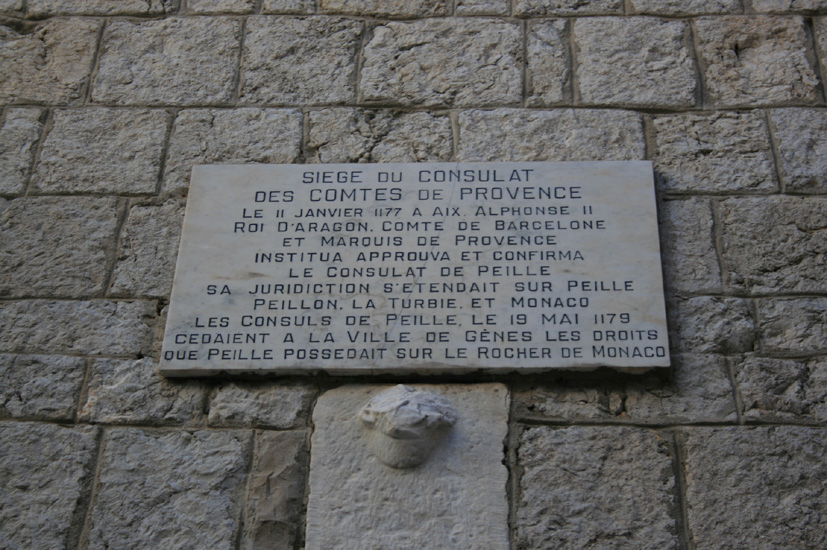 SIEGE DU CONSULAT
DES COMTES DE PROVENCE
LE 11 JANVIER 1177 A AIX. ALPHONSE II
ROI D'ARAGON. COMTE DE BARCELONE
ET MARQUIS DE PROVENCE
INSTITUA APPROUVA ET CONFIRMA
LE CONSULAT DE PEILLE
SA JURIDICTION S'ETENDAIT SUR PEILLE
PEILLON. LA TURBIE. ET MONACO
LES CONSULS DE PEILLE, LE 19 MAI 1179
CEDAIENT A LA VILLE DE GÊNES LES DROITS
QUE PEILLE POSSEDAIT SUR LE ROCHER DE MONACO